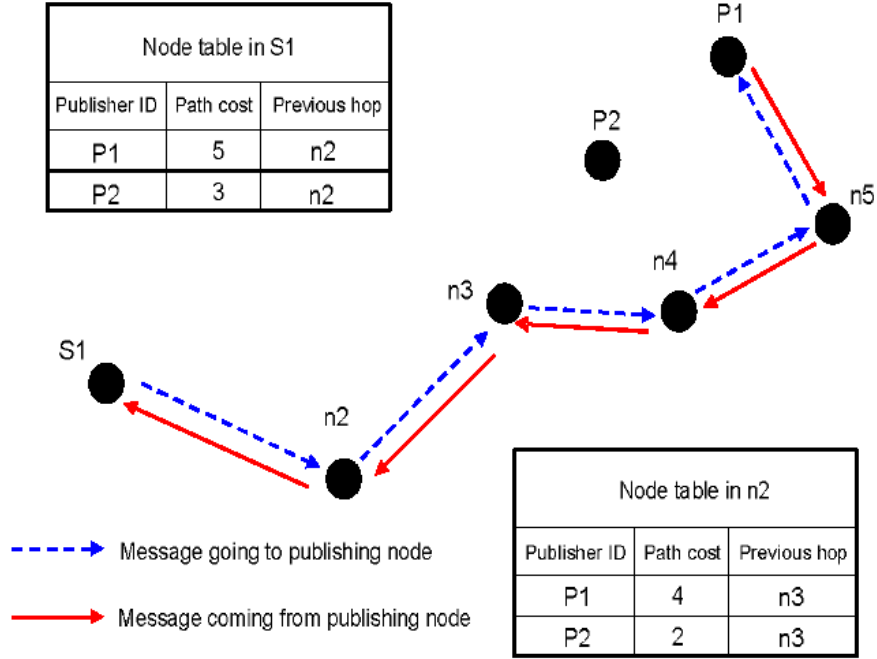 Node table in S1
Publisher ID Path cost Previous hop
P1 5 n2
P2 3 n2
P1
P2
n5
n4
n3
S1
n2
Node table in n2
Publisher ID Path cost Previous hop
P1 4 n3
P2 2 n3
Message going to publishing node
Message coming from publishing node